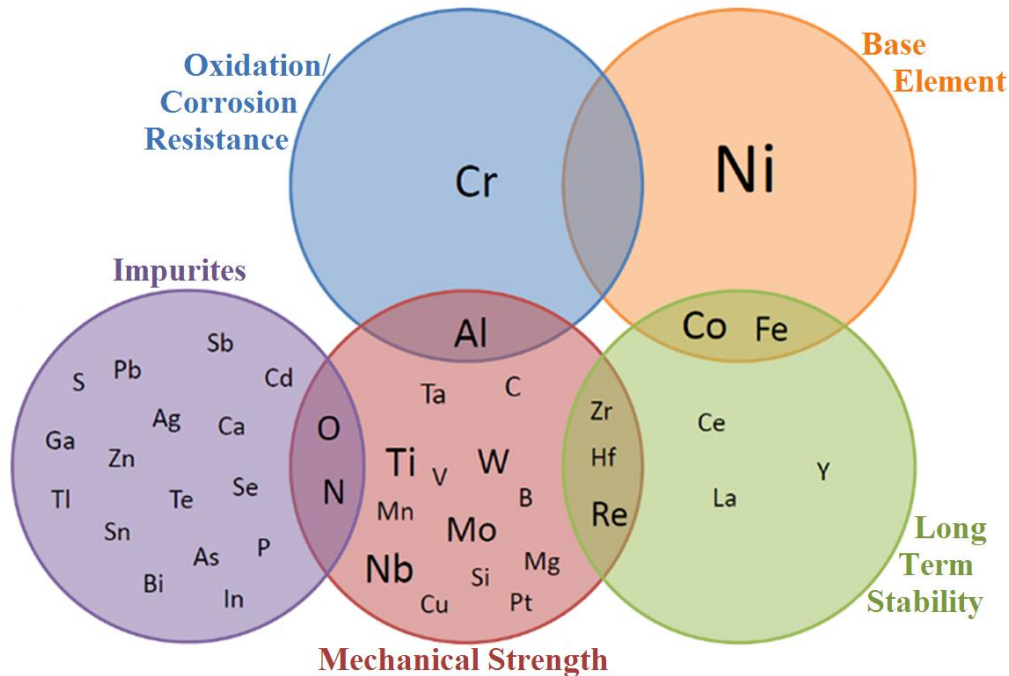 Oxidation/
Corrosion
Resistance
Base
Element
Cr
Ni
Impurites
Al
Co Fe
Sb
Pb
S
Cd
Ag
Ca
Ga
Zn
Se
Tl
Te
Sn
As
P
Bi
In
O
N
Ta
C
Ti
V
W
B
Mn
Mo
Nb
Si
Mg
Cu
Pt
Zr
Hf
Re
Ce
Y
La
Long
Term
Stability
Mechanical Strength